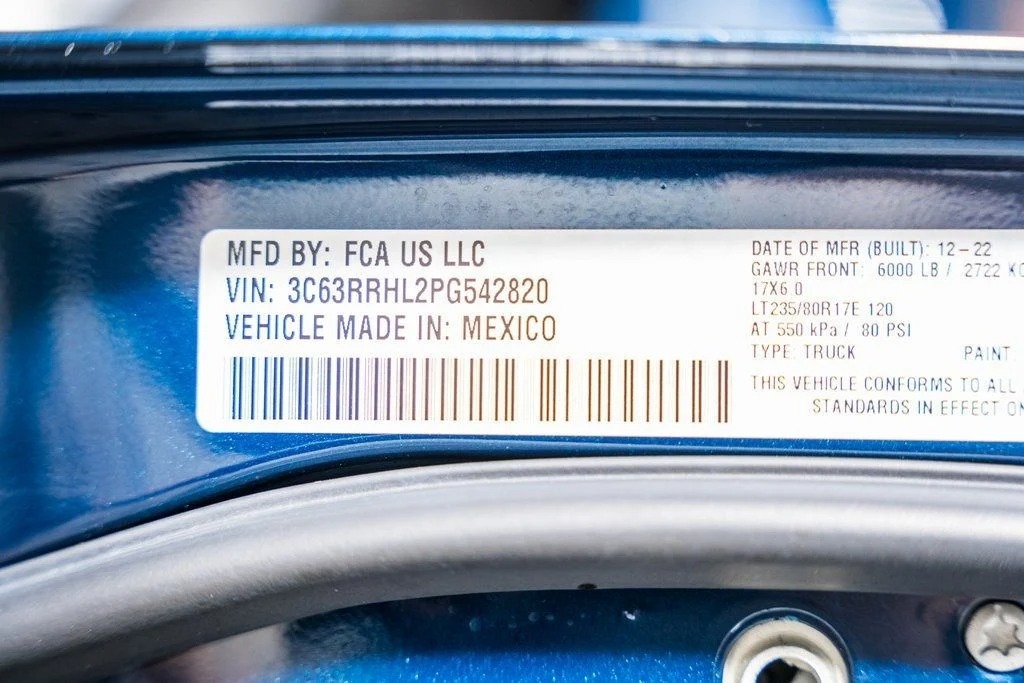 MFD BY: FCA US LLC
VIN: 3C63RRHL2PG542820
VEHICLE MADE IN: MEXICO
DATE OF MFR (BUILT): 12-22
GAWR FRONT: 6000 LB / 2722 KG
17X6.0
LT235/80R17E 120
AT 550 kPa / 80 PSI
TYPE: TRUCK PAINT:
THIS VEHICLE CONFORMS TO ALL
STANDARDS IN EFFECT ON